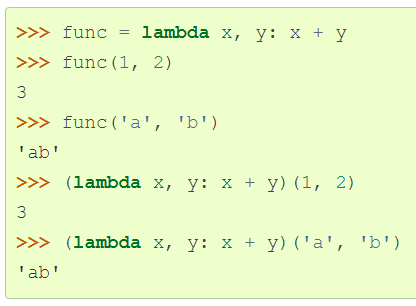 >>> func = lambda x, y: x + y
>>> func(1, 2)
3
>>> func('a', 'b')
'ab'
>>> (lambda x, y: x + y)(1, 2)
3
>>> (lambda x, y: x + y)('a', 'b')
'ab'